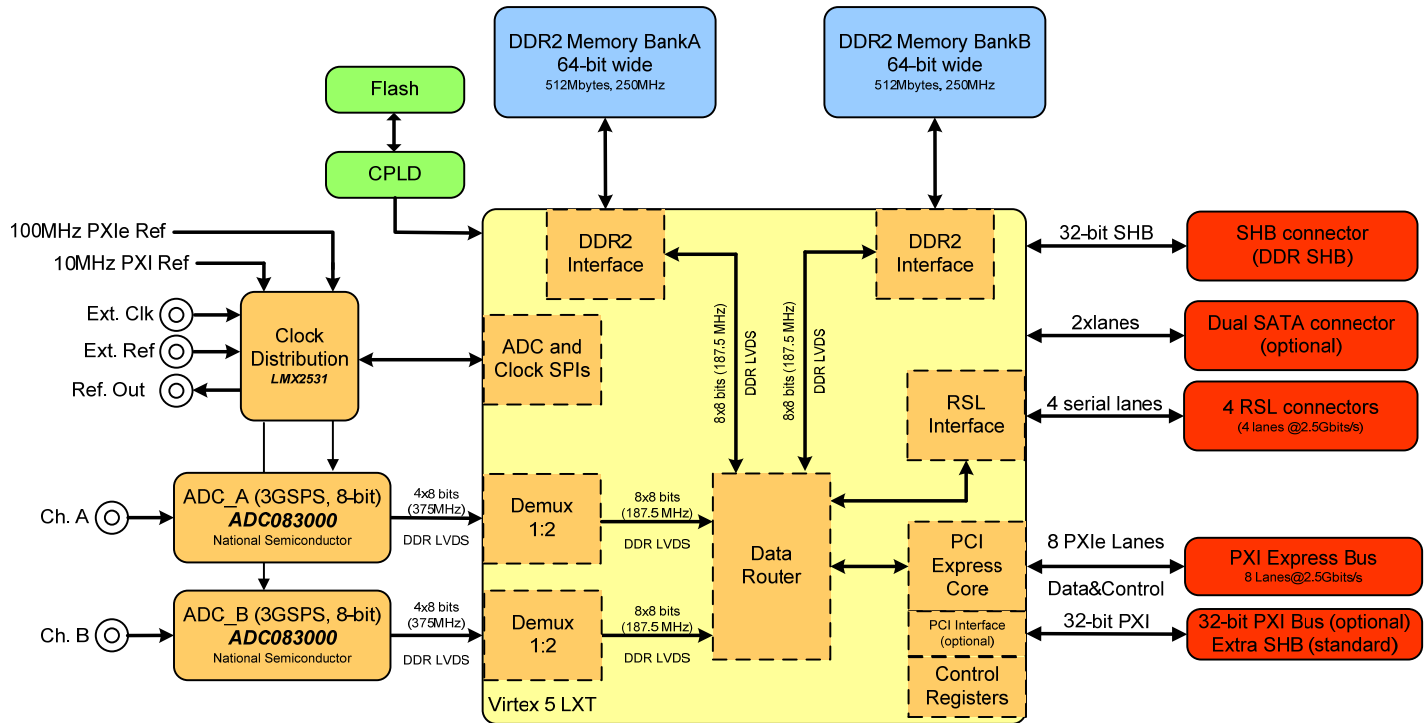 DDR2 Memory BankA
64-bit wide
512Mbytes, 250MHz
DDR2 Memory BankB
64-bit wide
512Mbytes, 250MHz
Flash
CPLD
100MHz PXIe Ref
10MHz PXI Ref
Ext. Clk
Ext. Ref
Ref. Out
Clock
Distribution
LMX2531
DDR2
Interface
DDR2
Interface
ADC and
Clock SPIs
8x8 bits (187.5 MHz)
DDR LVDS
8x8 bits (187.5 MHz)
DDR LVDS
RSL
Interface
32-bit SHB
SHB connector
(DDR SHB)
2xlanes
Dual SATA connector
(optional)
4 serial lanes
4 RSL connectors
(4 lanes @2.5Gbits/s)
Ch. A
ADC_A (3GSPS, 8-bit)
ADC083000
National Semiconductor
4x8 bits
(375MHz)
DDR LVDS
Demux
1:2
8x8 bits
(187.5 MHz)
DDR LVDS
Data
Router
PCI
Express
Core
8 PXIe Lanes
Data&Control
PXI Express Bus
8 Lanes@2.5Gbits/s
Ch. B
ADC_B (3GSPS, 8-bit)
ADC083000
National Semiconductor
4x8 bits
(375MHz)
DDR LVDS
Demux
1:2
8x8 bits
(187.5 MHz)
DDR LVDS
PCI Interface
(optional)
32-bit PXI
32-bit PXI Bus (optional)
Extra SHB (standard)
Control
Registers
Virtex 5 LXT